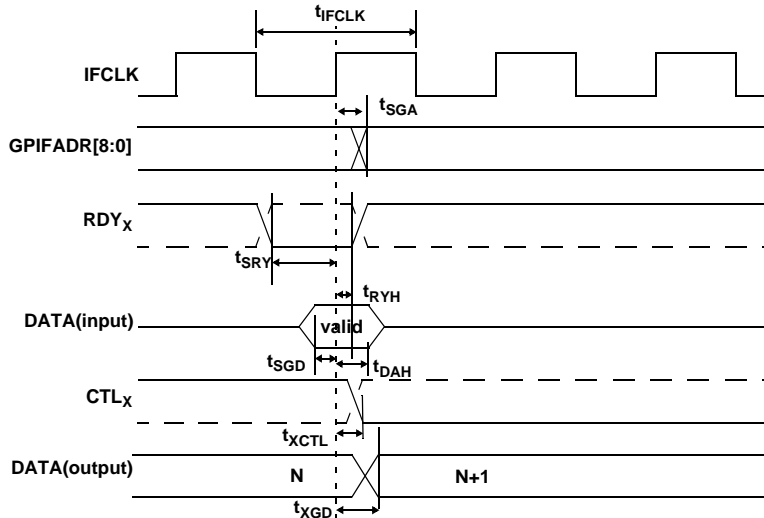 tIFCLK
IFCLK
tSGA
GPIFADR[8:0]
RDYX
tSRY
tRYH
DATA(input)
valid
tSGD
tDAH
CTLX
tXCTL
DATA(output)
N
N+1
tXGD